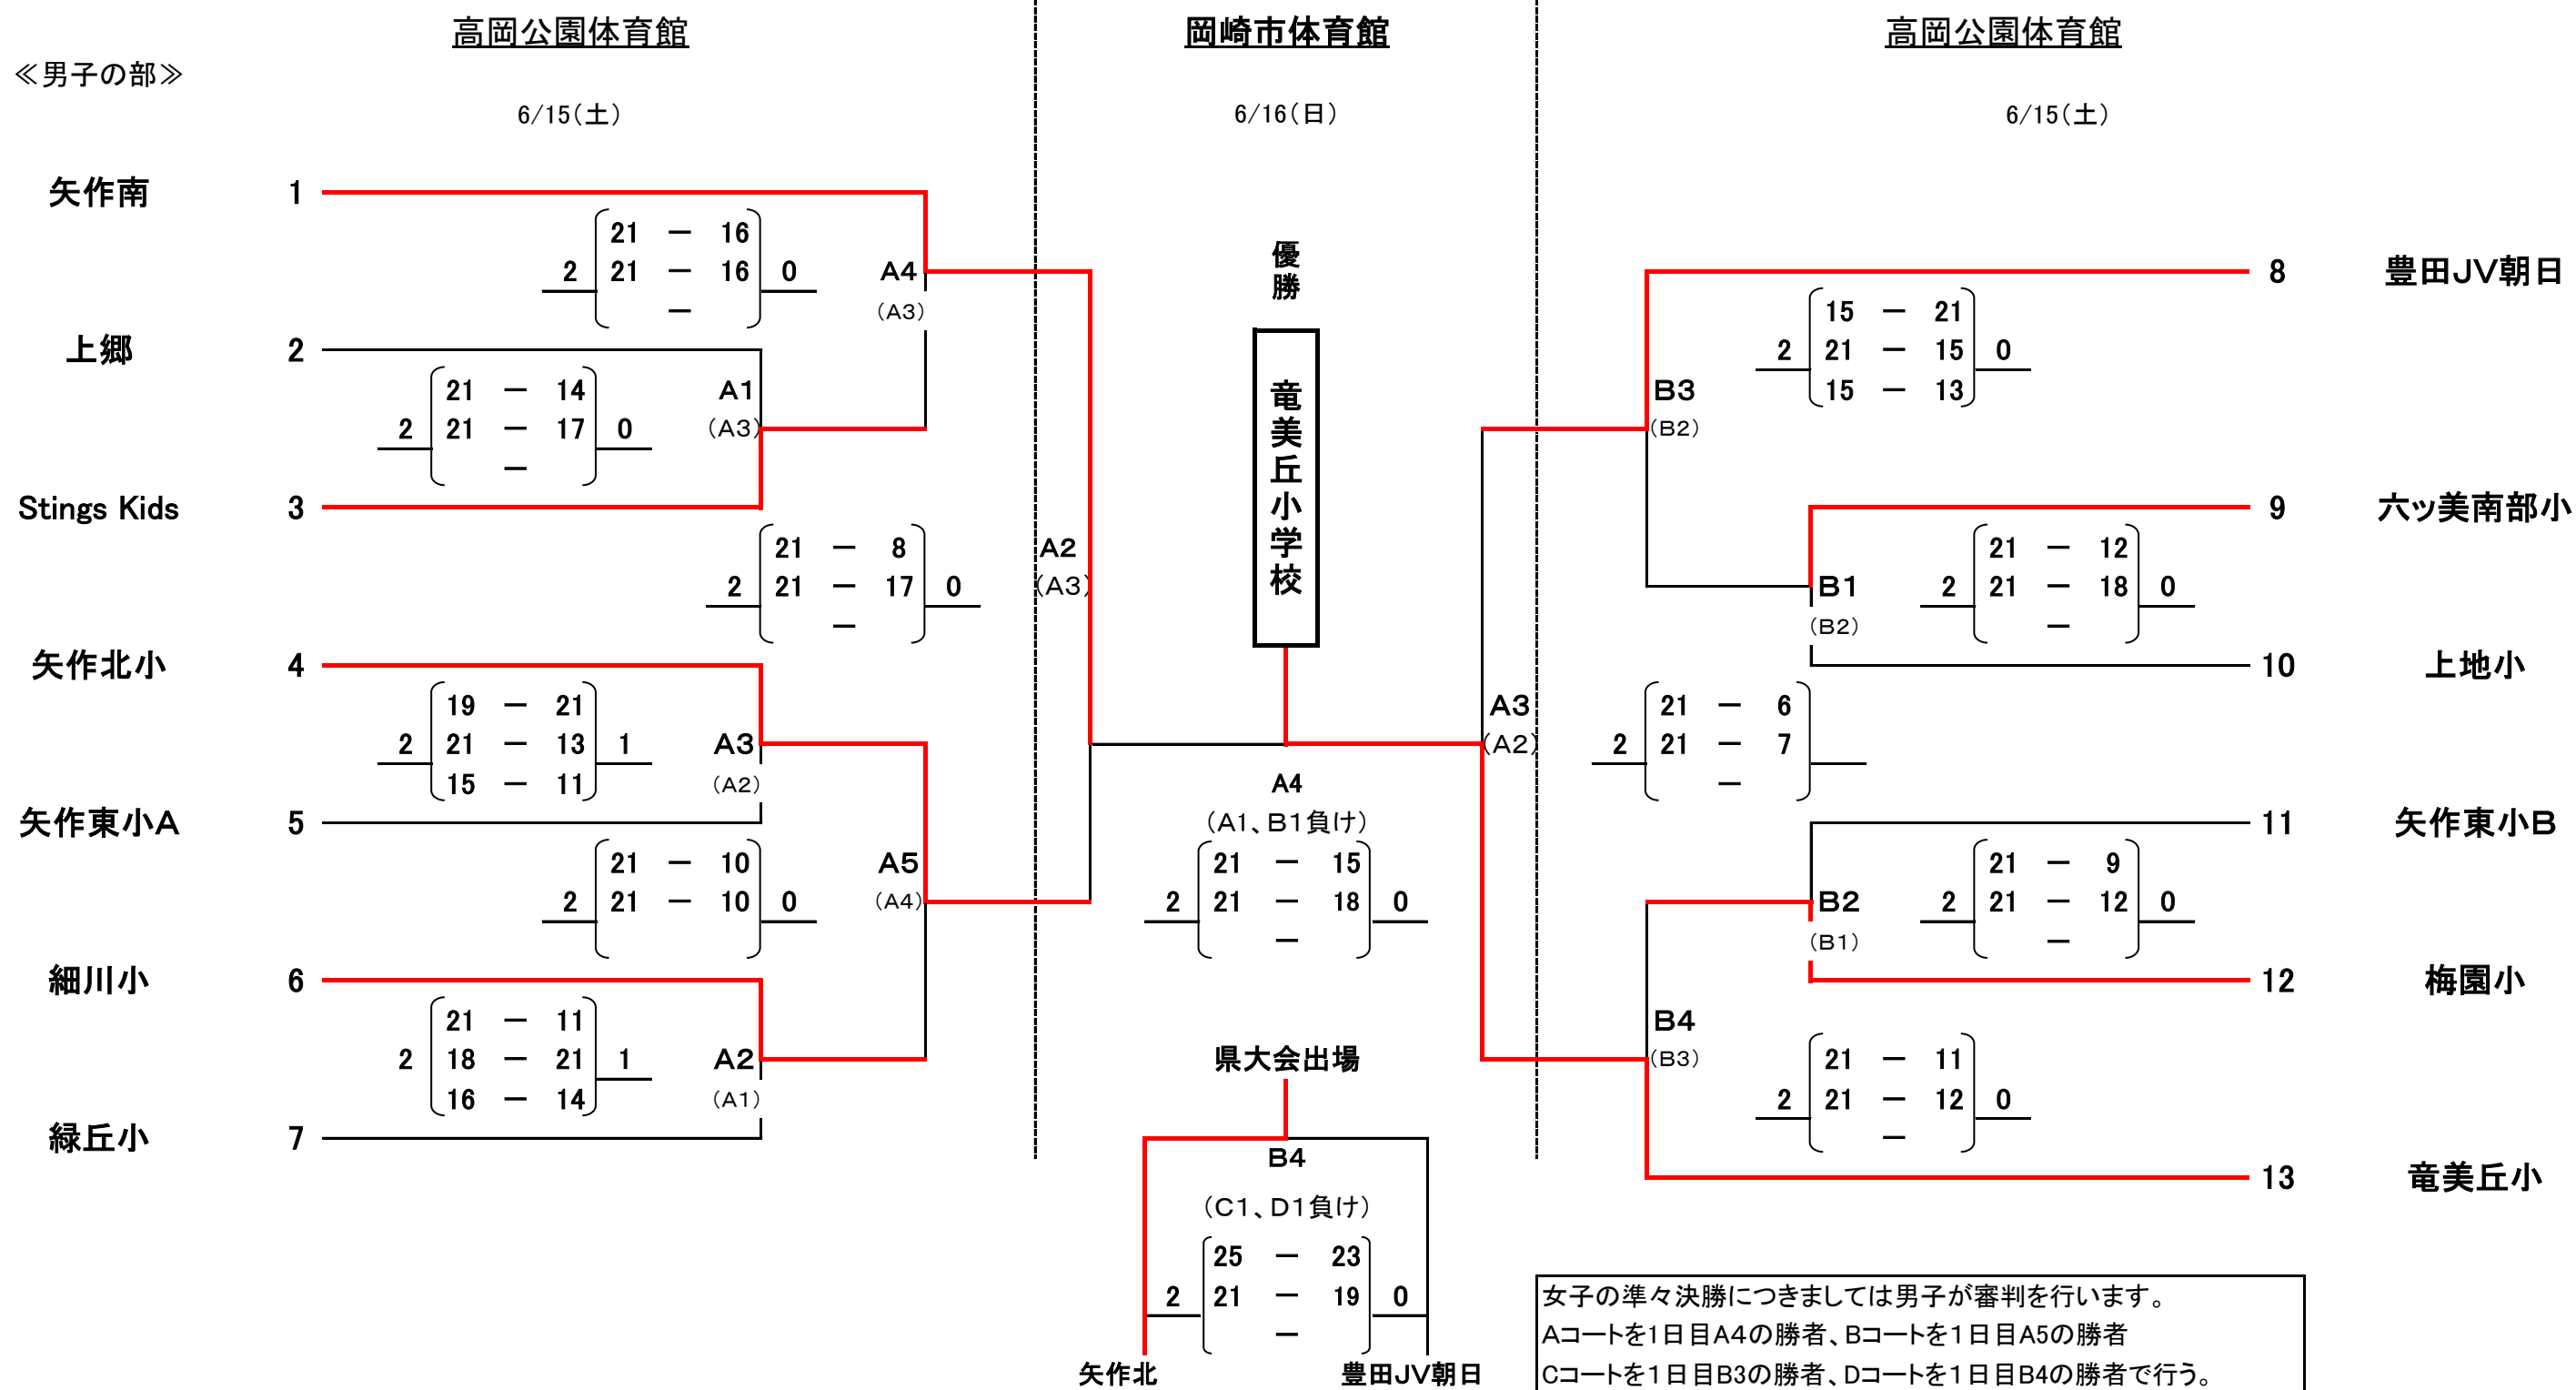 高岡公園体育館
岡崎市体育館
高岡公園体育館
≪男子の部≫
6/15(土)
6/16(日)
6/15(土)
矢作南 1
21 － 16
2 21 － 16 0
－
A4
(A3)
上郷 2
21 － 14
2 21 － 17 0
－
A1
(A3)
Stings Kids 3
21 － 8
2 21 － 17 0
－
A2
(A3)
矢作北小 4
19 － 21
2 21 － 13 1
15 － 11
A3
(A2)
矢作東小A 5
21 － 10
2 21 － 10 0
A5
(A4)
細川小 6
21 － 11
2 18 － 21 1
16 － 14
A2
(A1)
緑丘小 7
優勝
竜美丘小学校
A4
(A1、B1負け)
21 － 15
2 21 － 18 0
－
県大会出場
B4
(C1、D1負け)
25 － 23
2 21 － 19 0
－
矢作北 豊田JV朝日
8 豊田JV朝日
15 － 21
2 21 － 15 0
15 － 13
B3
(B2)
9 六ッ美南部小
21 － 12
2 21 － 18 0
－
B1
(B2)
10 上地小
21 － 6
2 21 － 7
－
A3
(A2)
11 矢作東小B
21 － 9
2 21 － 12 0
－
B2
(B1)
12 梅園小
B4
(B3)
21 － 11
2 21 － 12 0
－
13 竜美丘小
女子の準々決勝につきましては男子が審判を行います。
Aコートを1日目A4の勝者、Bコートを1日目A5の勝者
Cコートを1日目B3の勝者、Dコートを1日目B4の勝者で行う。